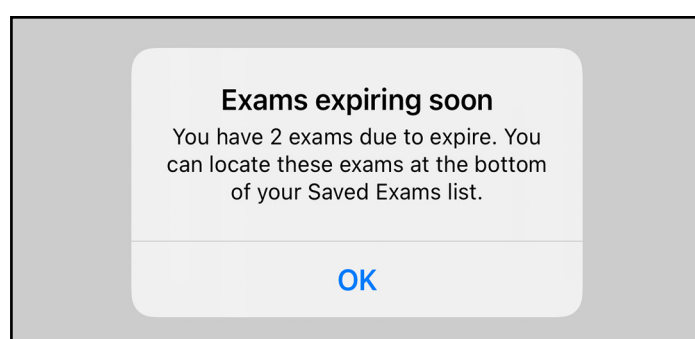 Exams expiring soon
You have 2 exams due to expire. You
can locate these exams at the bottom
of your Saved Exams list.
OK